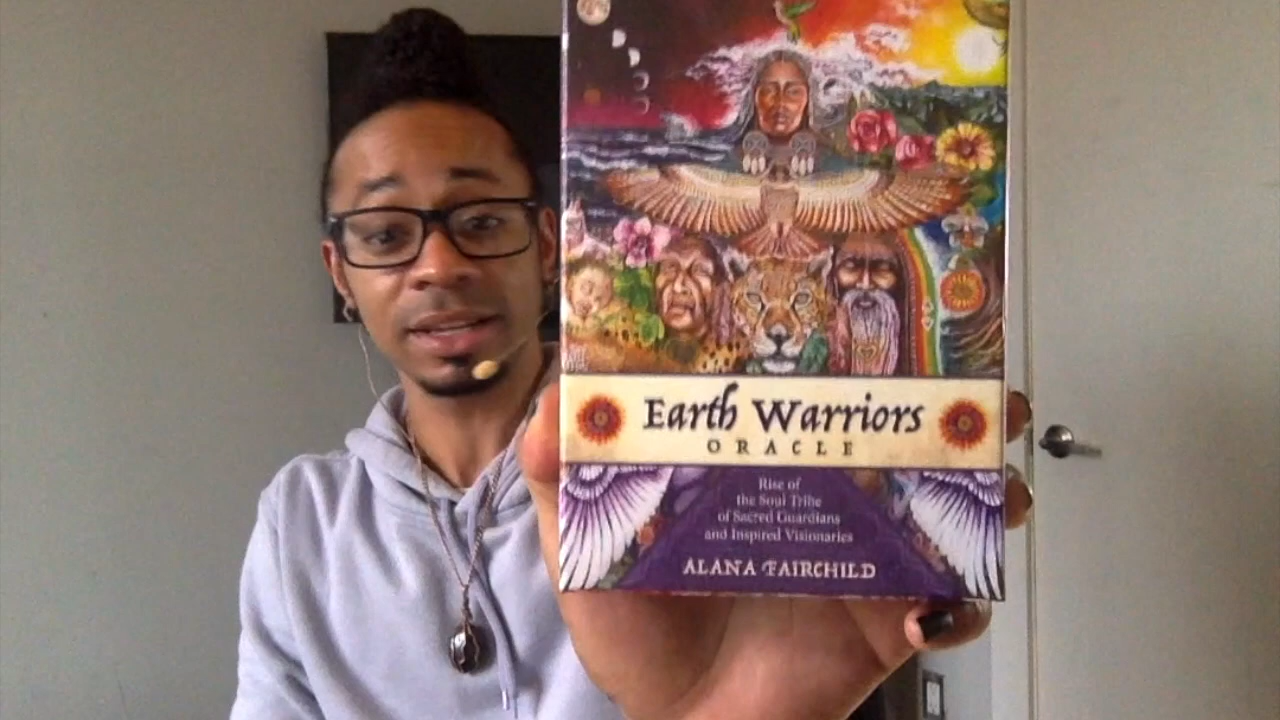 Earth Warriors
ORACLE
Rise of
the Soul Tribe
of Sacred Guardians
and Inspired Visionaries
ALANA FAIRCHILD